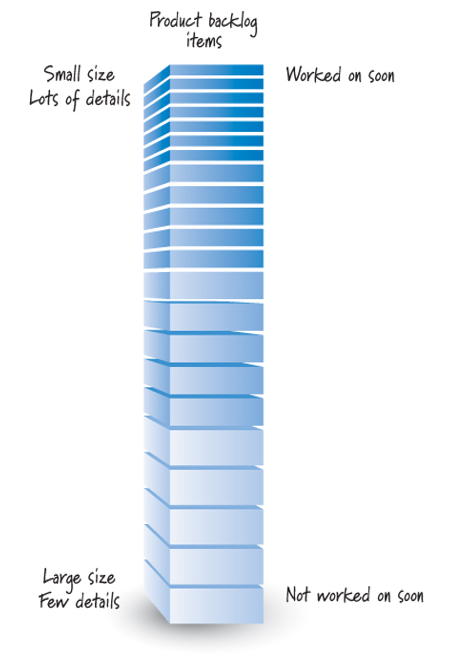 Product backlog
items
Small size
Lots of details
Worked on soon
Large size
Few details
Not worked on soon